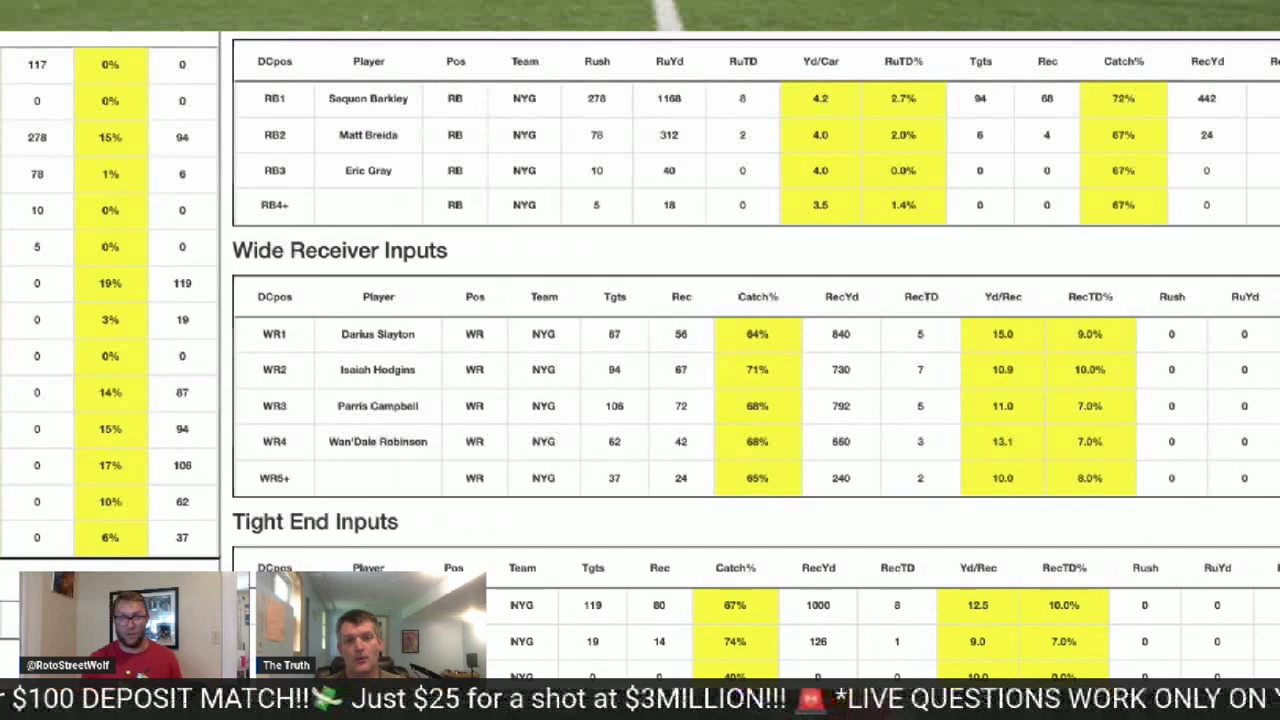 117 0% 0
0 0% 0
278 15% 94
78 1% 6
10 0% 0
5 0% 0
0 19% 119
0 3% 19
0 0% 0
0 14% 87
0 15% 94
0 17% 106
0 10% 62
0 6% 37
DCpos Player Pos Team Rush RuYd RuTD Yd/Car RuTD% Tgts Rec Catch% RecYd
RB1 Saquon Barkley RB NYG 278 1168 8 4.2 2.7% 94 68 72% 442
RB2 Matt Breida RB NYG 78 312 2 4.0 2.0% 6 4 67% 24
RB3 Eric Gray RB NYG 10 40 0 4.0 0.0% 0 0 67% 0
RB4+ RB NYG 5 18 0 3.5 1.4% 0 0 67% 0
Wide Receiver Inputs
DCpos Player Pos Team Tgts Rec Catch% RecYd RecTD Yd/Rec RecTD% Rush RuYd
WR1 Darius Slayton WR NYG 87 56 64% 840 5 15.0 9.0% 0 0
WR2 Isaiah Hodgins WR NYG 94 67 71% 730 7 10.9 10.0% 0 0
WR3 Parris Campbell WR NYG 106 72 68% 792 5 11.0 7.0% 0 0
WR4 Wan'Dale Robinson WR NYG 62 42 68% 550 3 13.1 7.0% 0 0
WR5+ WR NYG 37 24 65% 240 2 10.0 8.0% 0 0
Tight End Inputs
DCpos Player Pos Team Tgts Rec Catch% RecYd RecTD Yd/Rec RecTD% Rush RuYd
NYG 119 80 67% 1000 8 12.5 10.0% 0 0
NYG 19 14 74% 126 1 9.0 7.0% 0 0
@RotoStreetWolf
The Truth
$100 DEPOSIT MATCH!! Just $25 for a shot at $3MILLION!!! *LIVE QUESTIONS WORK ONLY ON